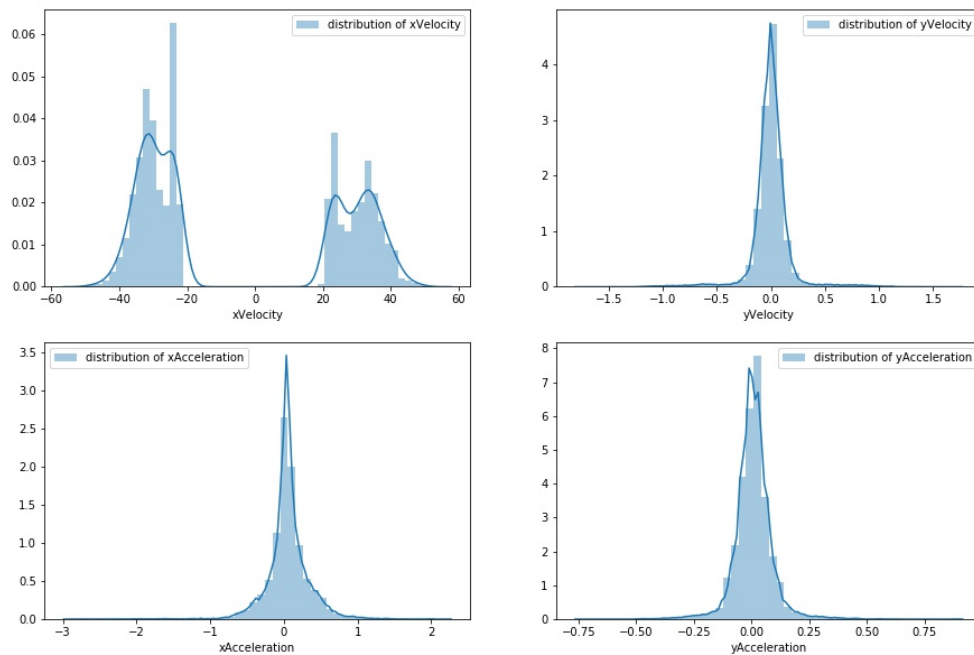 distribution of xVelocity
0.06
0.05
0.04
0.03
0.02
0.01
0.00
−60 −40 −20 0 20 40 60
xVelocity
distribution of yVelocity
4
3
2
1
0
−1.5 −1.0 −0.5 0.0 0.5 1.0 1.5
yVelocity
distribution of xAcceleration
3.5
3.0
2.5
2.0
1.5
1.0
0.5
0.0
−3 −2 −1 0 1 2
xAcceleration
distribution of yAcceleration
8
7
6
5
4
3
2
1
0
−0.75 −0.50 −0.25 0.00 0.25 0.50 0.75
yAcceleration